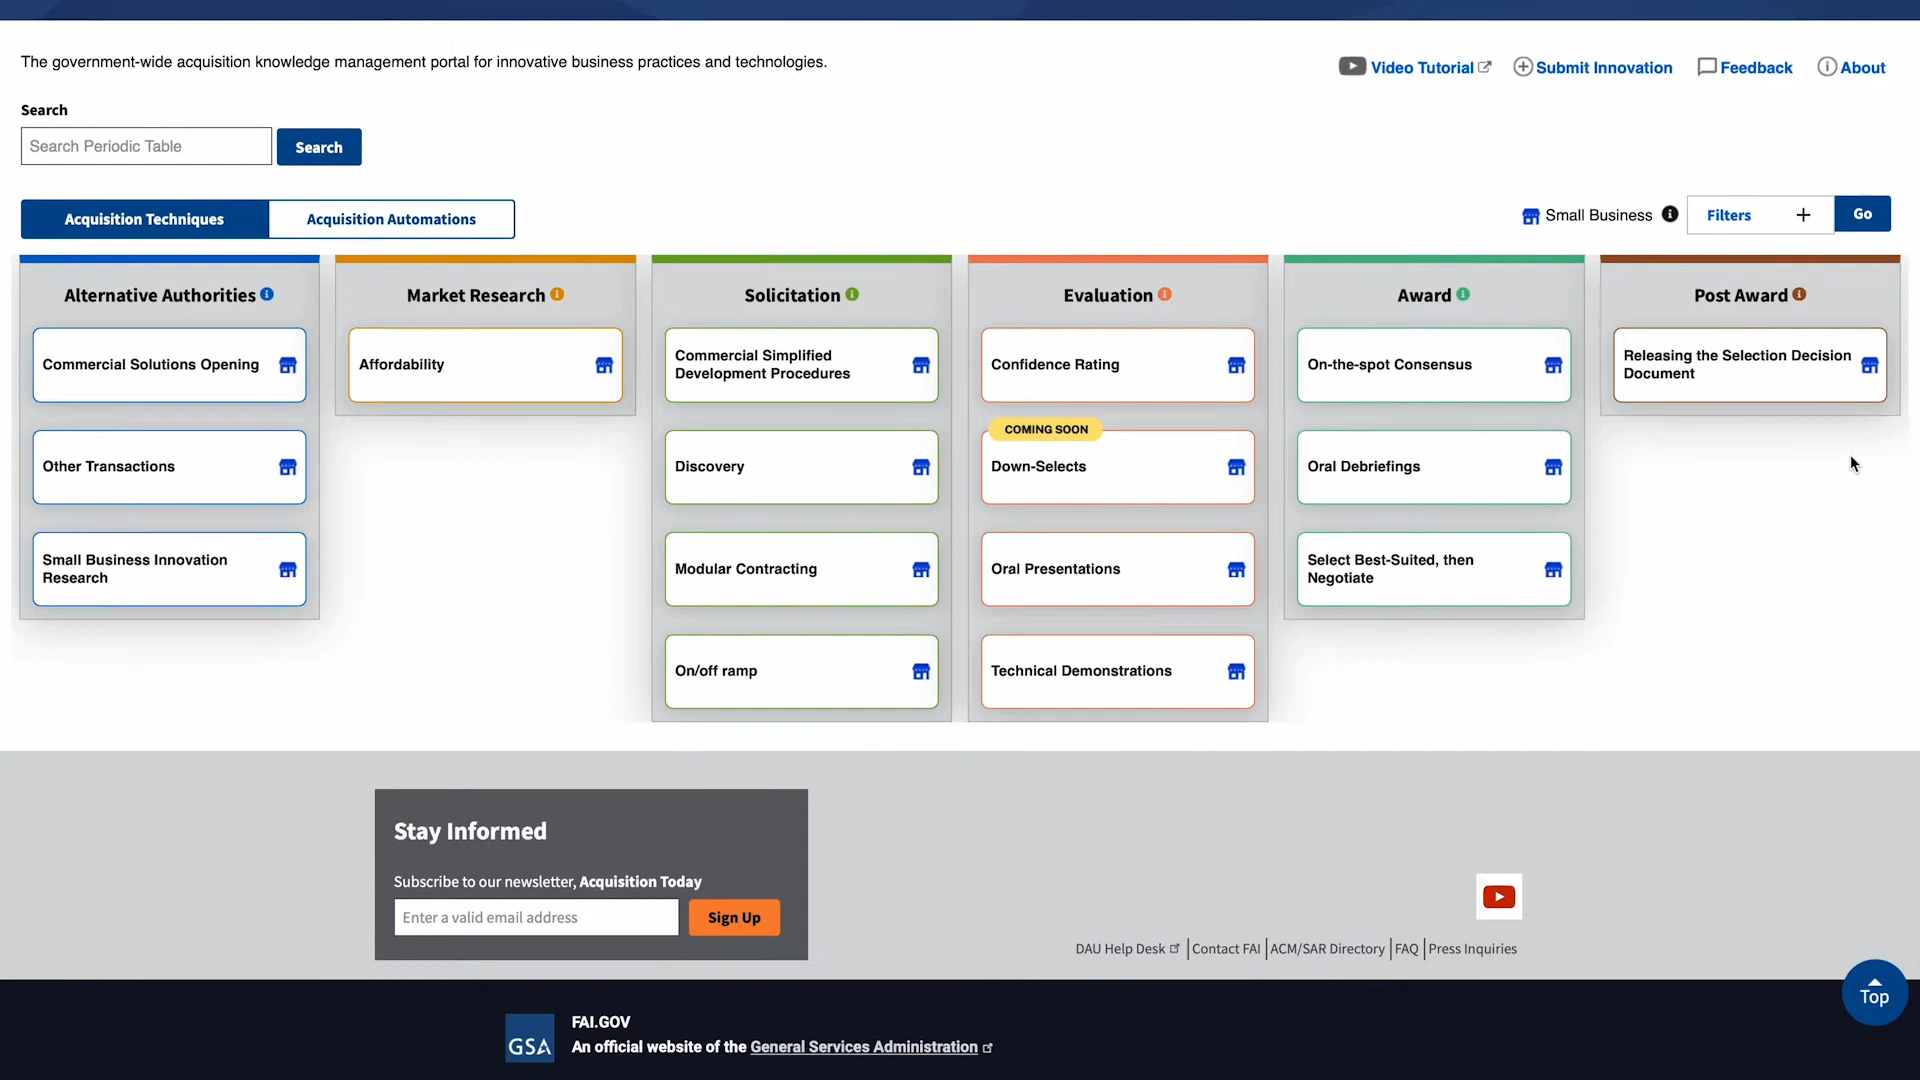 The government-wide acquisition knowledge management portal for innovative business practices and technologies.
Video Tutorial
Submit Innovation
Feedback
About
Search
Search Periodic Table
Search
Acquisition Techniques
Acquisition Automations
Small Business
Filters
Go
Alternative Authorities
Commercial Solutions Opening
Other Transactions
Small Business Innovation
Research
Market Research
Affordability
Solicitation
Commercial Simplified
Development Procedures
Discovery
Modular Contracting
On/off ramp
Evaluation
Confidence Rating
COMING SOON
Down-Selects
Oral Presentations
Technical Demonstrations
Award
On-the-spot Consensus
Oral Debriefings
Select Best-Suited, then
Negotiate
Post Award
Releasing the Selection Decision
Document
Stay Informed
Subscribe to our newsletter, Acquisition Today
Enter a valid email address
Sign Up
DAU Help Desk
Contact FAI
ACM/SAR Directory
FAQ
Press Inquiries
Top
GSA
FAI.GOV
An official website of the General Services Administration